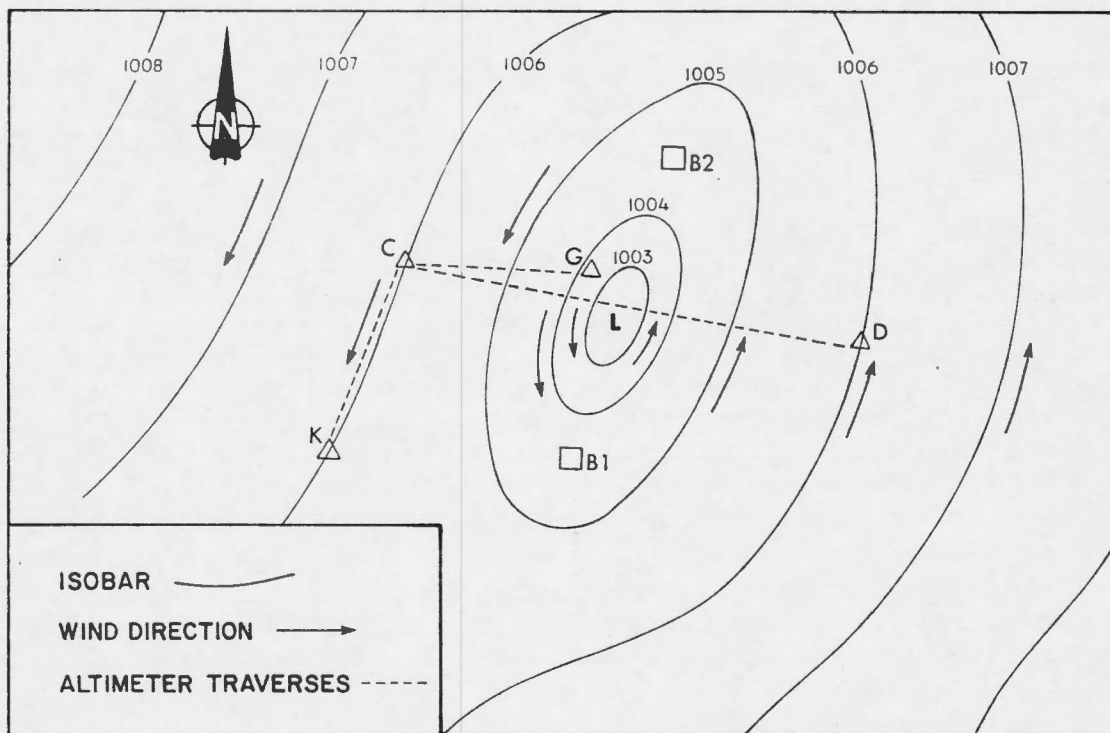 1008
1007
1006
1005
1006
1007
N
B2
1004
C
G
1003
L
D
K
B1
ISOBAR
WIND DIRECTION
ALTIMETER TRAVERSES